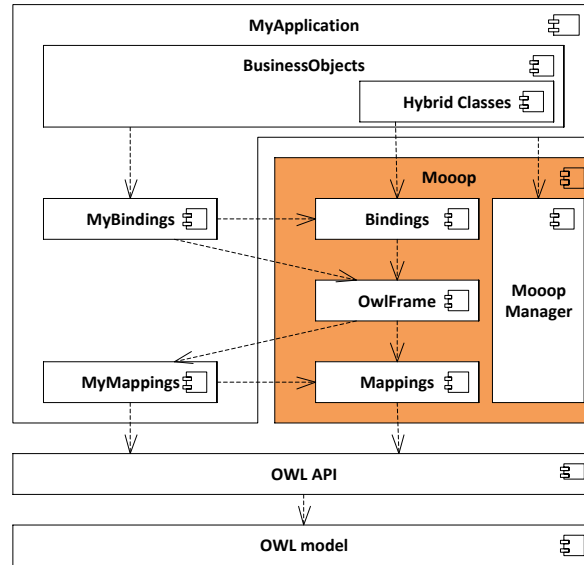 MyApplication
BusinessObjects
Hybrid Classes
Mooop
MyBindings
Bindings
Mooop
Manager
OwlFrame
MyMappings
Mappings
OWL API
OWL model